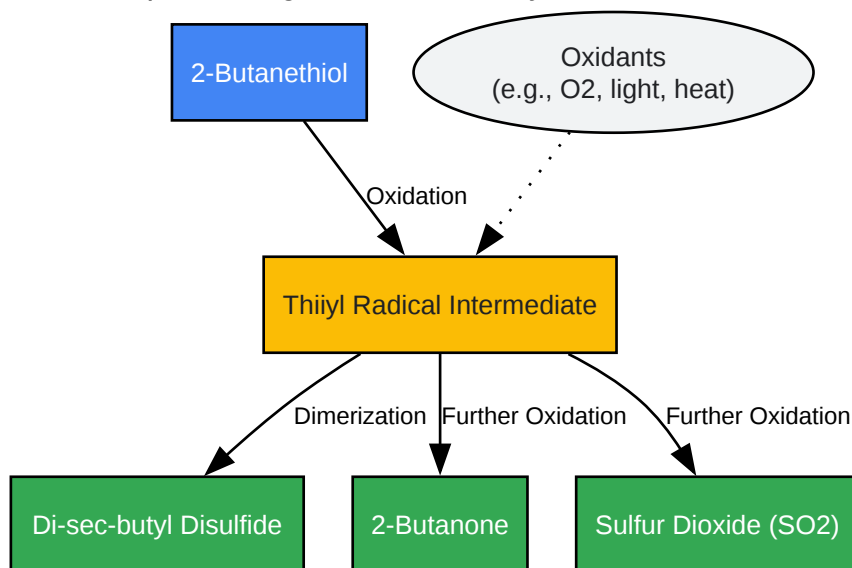 2-Butanethiol
Oxidants
(e.g., O2, light, heat)
Oxidation
Thiiyl Radical Intermediate
Dimerization
Further Oxidation
Further Oxidation
Di-sec-butyl Disulfide
2-Butanone
Sulfur Dioxide (SO2)